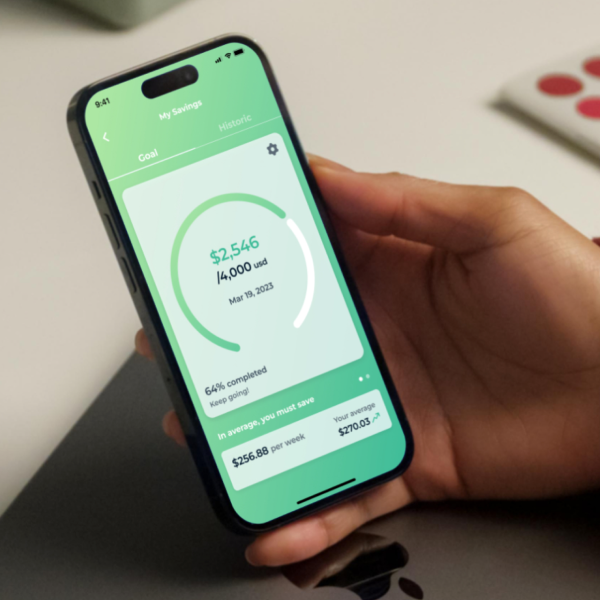 9:41
My Savings
Goal
Historic
$2,546
/4,000 usd
Mar 19, 2023
64% completed
Keep going!
In average, you must save
$256.88 per week
Your average
$270.03